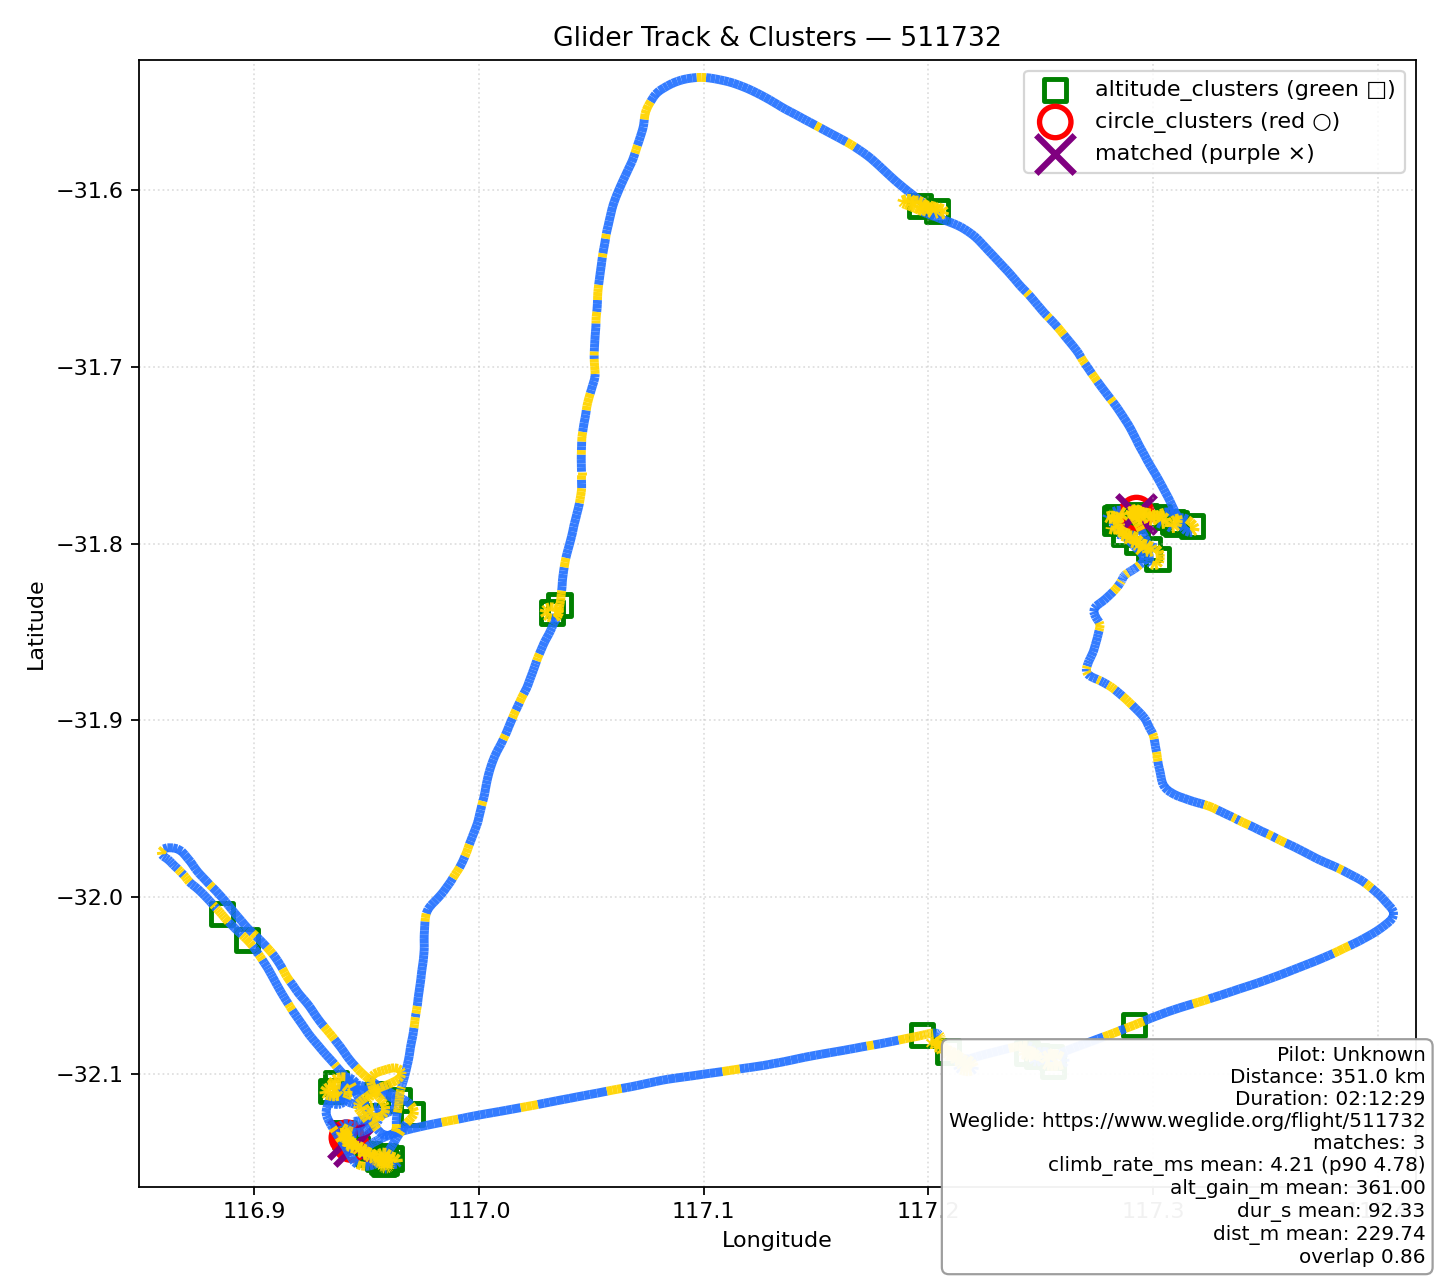 Glider Track & Clusters — 511732
altitude_clusters (green □)
circle_clusters (red ○)
matched (purple ×)
Latitude
−31.6
−31.7
−31.8
−31.9
−32.0
−32.1
116.9
117.0
117.1
117.2
117.3
Longitude
Pilot: Unknown
Distance: 351.0 km
Duration: 02:12:29
Weglide: https://www.weglide.org/flight/511732
matches: 3
climb_rate_ms mean: 4.21 (p90 4.78)
alt_gain_m mean: 361.00
dur_s mean: 92.33
dist_m mean: 229.74
overlap 0.86